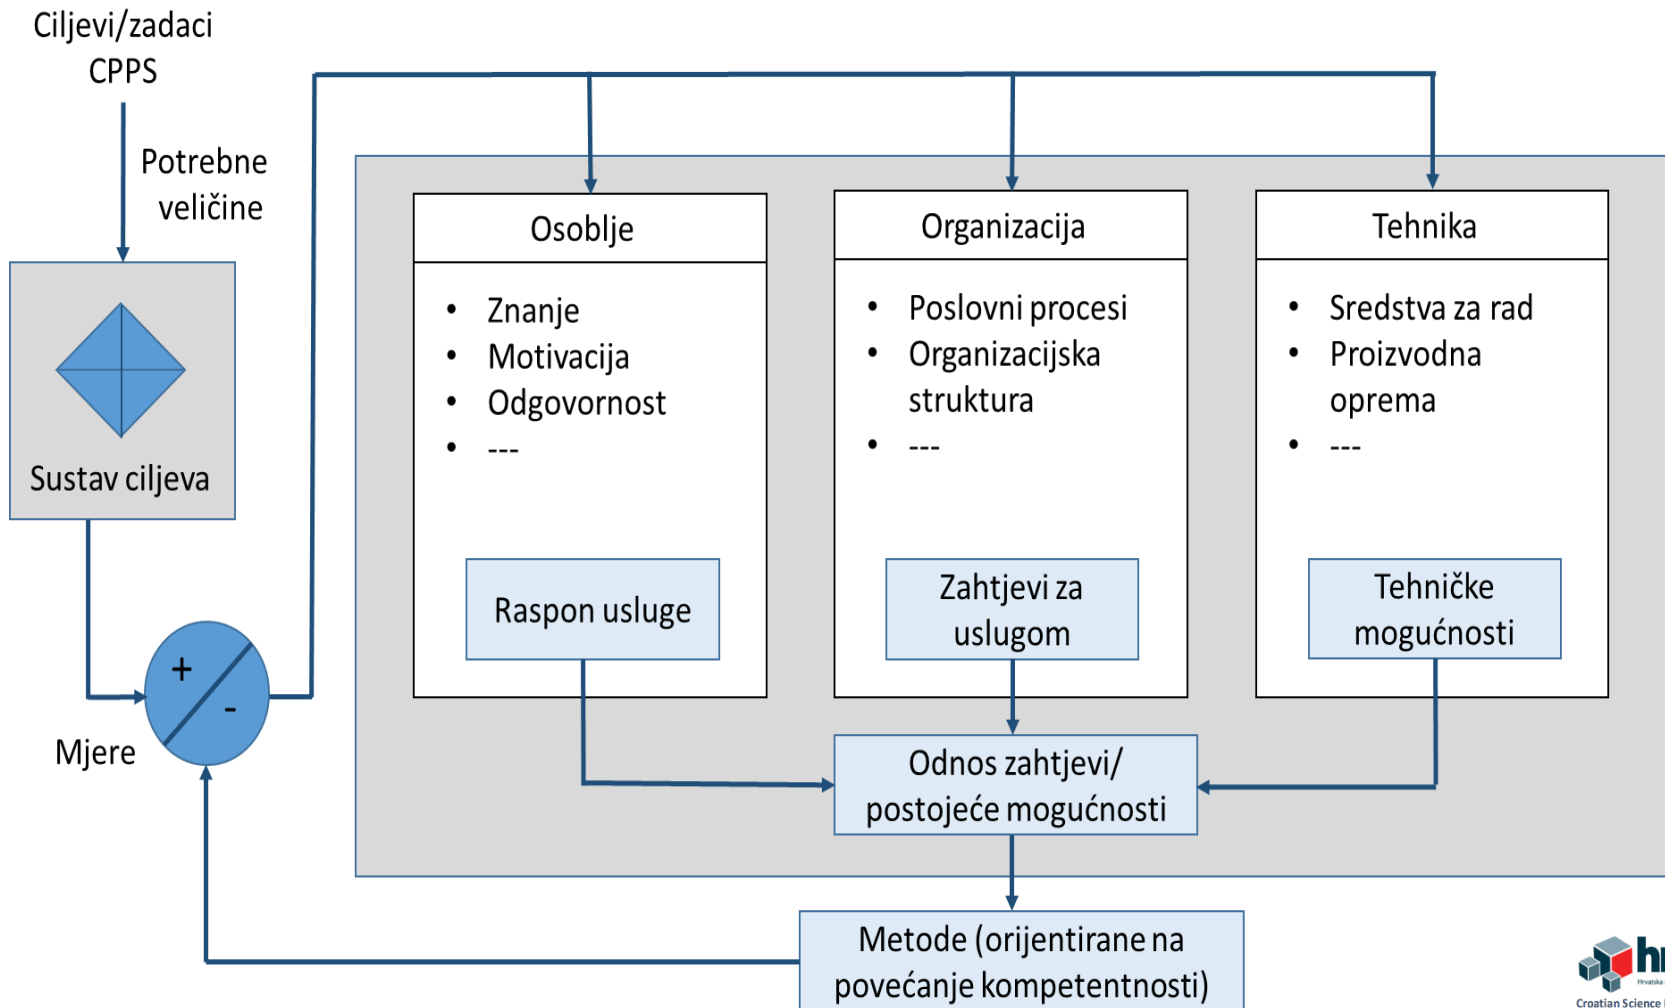 Ciljevi/zadaci
CPPS
Potrebne
veličine
Sustav ciljeva
+
-
Mjere
Osoblje
• Znanje
• Motivacija
• Odgovornost
• ---
Raspon usluge
Organizacija
• Poslovni procesi
• Organizacijska
struktura
• ---
Zahtjevi za
uslugom
Tehnika
• Sredstva za rad
• Proizvodna
oprema
• ---
Tehničke
mogućnosti
Odnos zahtjevi/
postojeće mogućnosti
Metode (orijentirane na
povećanje kompetentnosti)
Hrvatska
Croatian Science